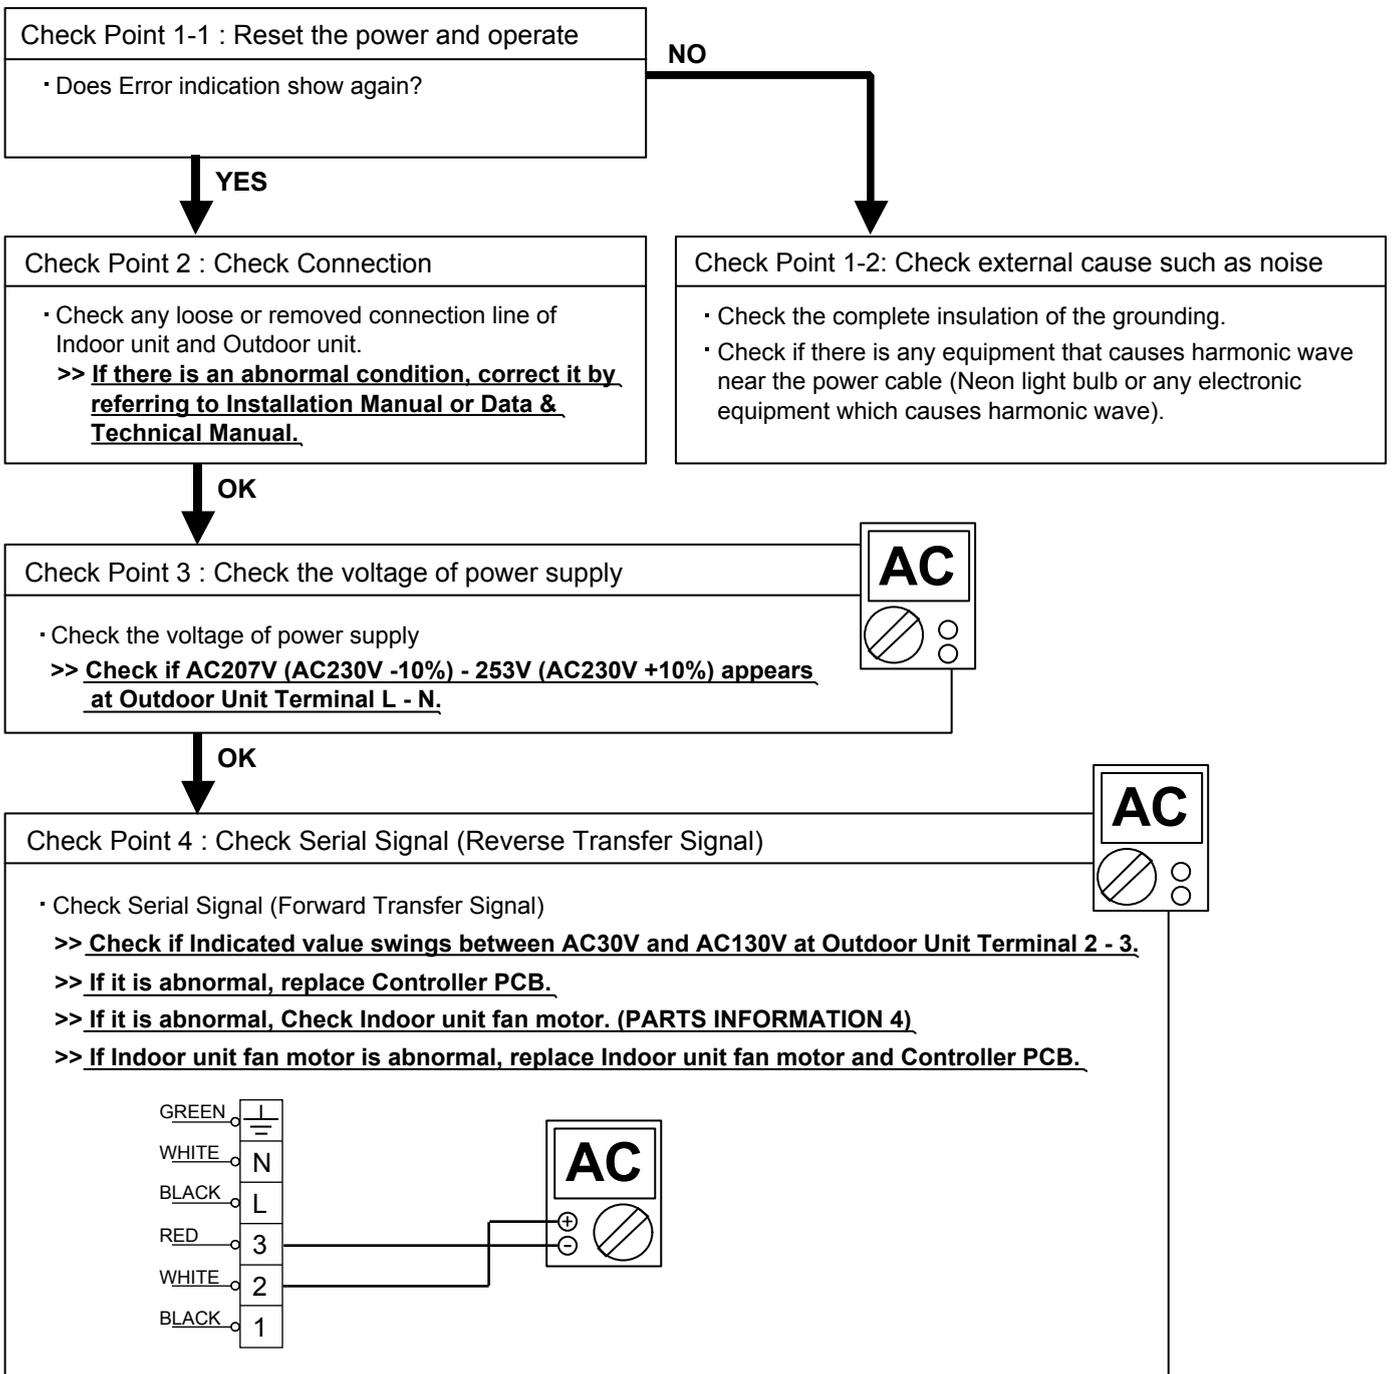 Check Point 1-1 : Reset the power and operate
· Does Error indication show again?
NO
YES
Check Point 2 : Check Connection
· Check any loose or removed connection line of
Indoor unit and Outdoor unit.
>> If there is an abnormal condition, correct it by
referring to Installation Manual or Data &
Technical Manual.
Check Point 1-2: Check external cause such as noise
· Check the complete insulation of the grounding.
· Check if there is any equipment that causes harmonic wave
near the power cable (Neon light bulb or any electronic
equipment which causes harmonic wave).
OK
Check Point 3 : Check the voltage of power supply
AC
· Check the voltage of power supply
>> Check if AC207V (AC230V -10%) - 253V (AC230V +10%) appears
at Outdoor Unit Terminal L - N.
OK
Check Point 4 : Check Serial Signal (Reverse Transfer Signal)
AC
· Check Serial Signal (Forward Transfer Signal)
>> Check if Indicated value swings between AC30V and AC130V at Outdoor Unit Terminal 2 - 3.
>> If it is abnormal, replace Controller PCB.
>> If it is abnormal, Check Indoor unit fan motor. (PARTS INFORMATION 4)
>> If Indoor unit fan motor is abnormal, replace Indoor unit fan motor and Controller PCB.
GREEN
WHITE N
BLACK L
RED 3
WHITE 2
BLACK 1
AC
+
-